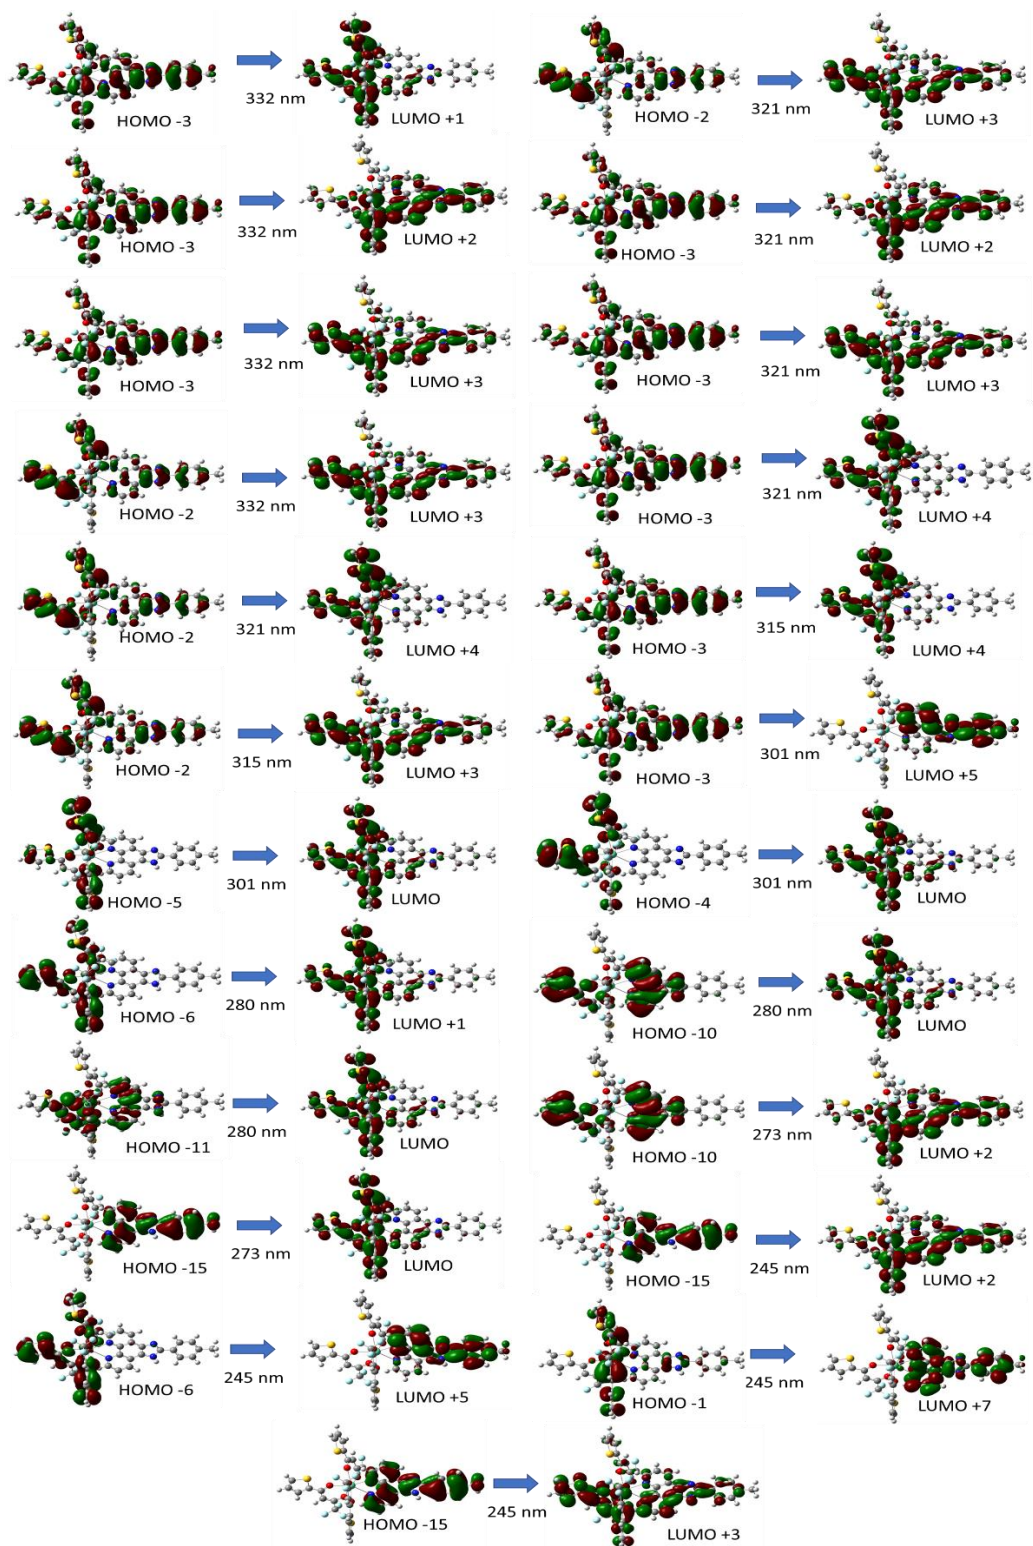 332 nm
HOMO -3
LUMO +1
321 nm
HOMO -2
LUMO +3
332 nm
HOMO -3
LUMO +2
321 nm
HOMO -3
LUMO +2
332 nm
HOMO -3
LUMO +3
321 nm
HOMO -3
LUMO +3
332 nm
HOMO -2
LUMO +3
321 nm
HOMO -3
LUMO +4
321 nm
HOMO -2
LUMO +4
315 nm
HOMO -3
LUMO +4
315 nm
HOMO -2
LUMO +3
301 nm
HOMO -3
LUMO +5
301 nm
HOMO -5
LUMO
301 nm
HOMO -4
LUMO
280 nm
HOMO -6
LUMO +1
280 nm
HOMO -10
LUMO
280 nm
HOMO -11
LUMO
273 nm
HOMO -10
LUMO +2
273 nm
HOMO -15
LUMO
245 nm
HOMO -15
LUMO +2
245 nm
HOMO -6
LUMO +5
245 nm
HOMO -1
LUMO +7
245 nm
HOMO -15
LUMO +3